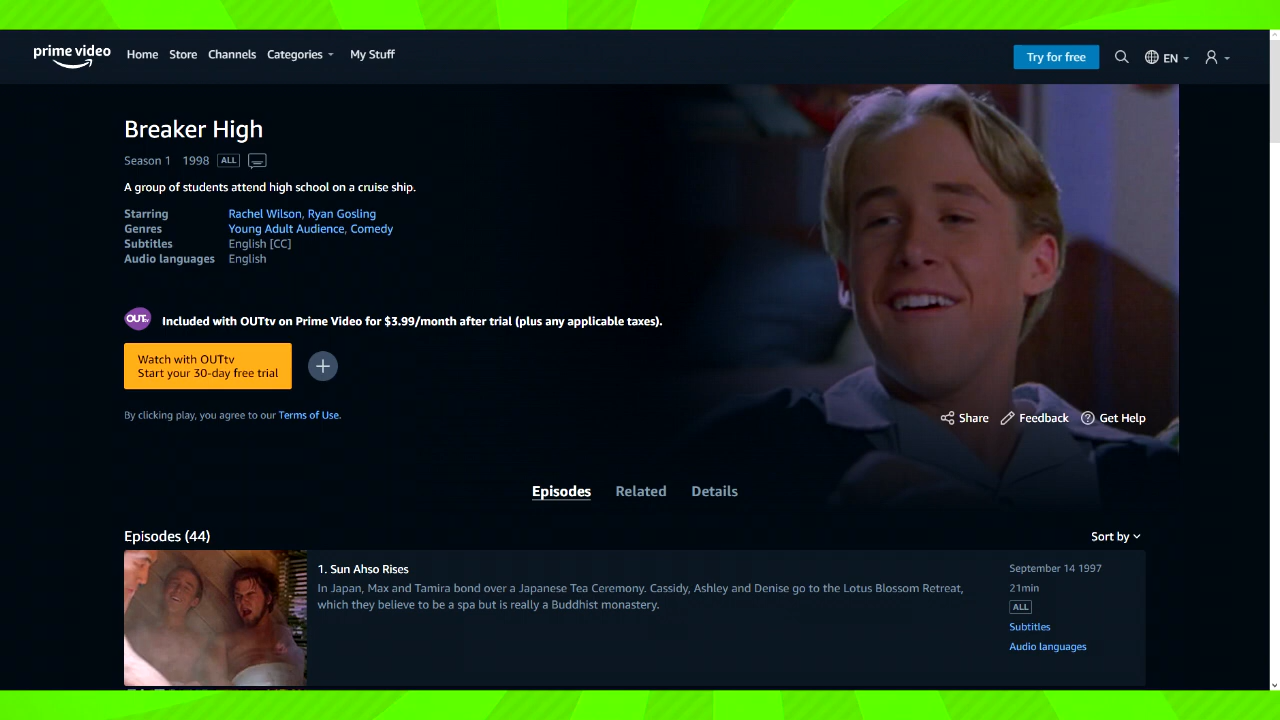 prime video
Home Store Channels Categories My Stuff
Try for free
EN
Breaker High
Season 1 1998 ALL
A group of students attend high school on a cruise ship.
Starring Rachel Wilson, Ryan Gosling
Genres Young Adult Audience, Comedy
Subtitles English [CC]
Audio languages English
OUTtv
Included with OUTtv on Prime Video for $3.99/month after trial (plus any applicable taxes).
Watch with OUTtv
Start your 30-day free trial
By clicking play, you agree to our Terms of Use.
Share Feedback Get Help
Episodes Related Details
Episodes (44)
Sort by
1. Sun Ahso Rises
In Japan, Max and Tamira bond over a Japanese Tea Ceremony. Cassidy, Ashley and Denise go to the Lotus Blossom Retreat,
which they believe to be a spa but is really a Buddhist monastery.
September 14 1997
21min
ALL
Subtitles
Audio languages